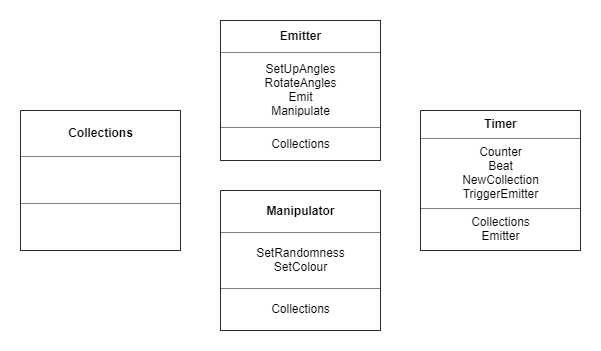 Collections
Emitter
SetUpAngles
RotateAngles
Emit
Manipulate
Collections
Manipulator
SetRandomness
SetColour
Collections
Timer
Counter
Beat
NewCollection
TriggerEmitter
Collections
Emitter